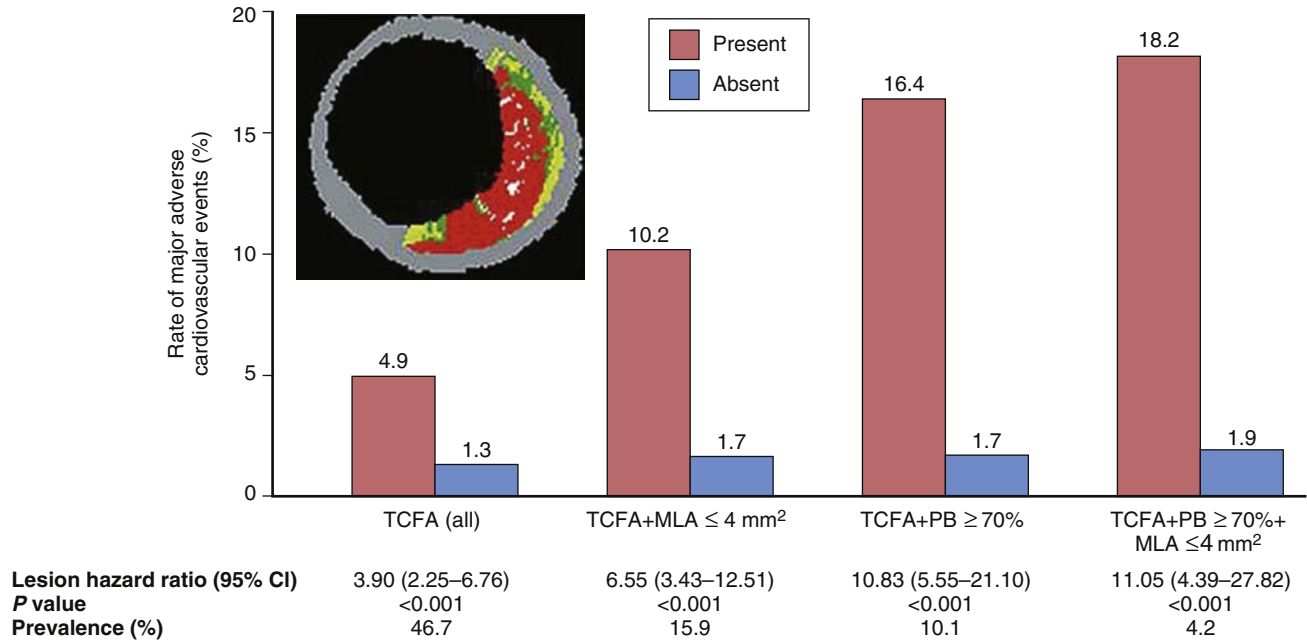 Rate of major adverse
cardiovascular events (%)
20
15
10
5
0
Present
Absent
4.9
1.3
10.2
1.7
16.4
1.7
18.2
1.9
TCFA (all)
TCFA+MLA ≤ 4 mm²
TCFA+PB ≥ 70%
TCFA+PB ≥ 70%+
MLA ≤4 mm²
Lesion hazard ratio (95% CI) 3.90 (2.25–6.76) 6.55 (3.43–12.51) 10.83 (5.55–21.10) 11.05 (4.39–27.82)
P value <0.001 <0.001 <0.001 <0.001
Prevalence (%) 46.7 15.9 10.1 4.2